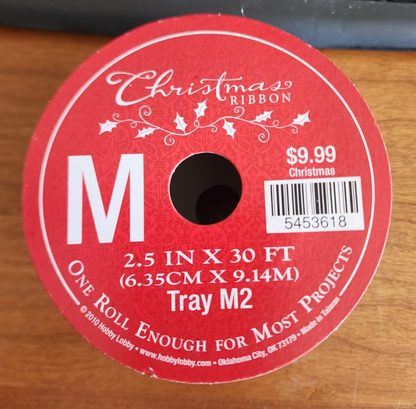 Christmas
RIBBON
M
$9.99
Christmas
5453618
2.5 IN X 30 FT
(6.35CM X 9.14M)
Tray M2
ONE ROLL ENOUGH FOR MOST PROJECTS
© 2010 Hobby Lobby • www.hobbylobby.com • Oklahoma City, OK 73179 • Made in Taiwan